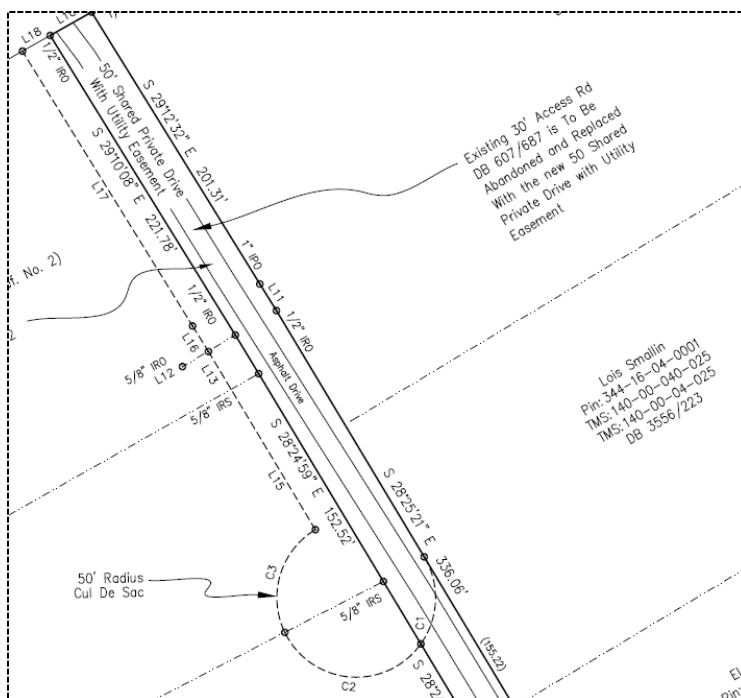 L18
1/2" IRO
50' Shared Private Drive
With Utility Easement
S 29°12'32" E 201.31'
S 29°10'08" E 221.78'
L17
Existing 30' Access Rd
DB 607/687 is To Be
Abandoned and Replaced
With the new 50 Shared
Private Drive with Utility
Easement
No. 2)
1" IPO
L11
1/2" IRO
1/2" IRO
L16
5/8" IRO
L12
L13
5/8" IRS
Asphalt Drive
Lois Smallin
Pin:344-16-04-0001
TMS:140-00-040-025
TMS:140-00-04-025
DB 3556/223
S 28°24'59" E 152.52'
L15
S 28°25'21" E 336.06'
50' Radius
Cul De Sac
C3
5/8" IRS
C1
C2
(155.22)